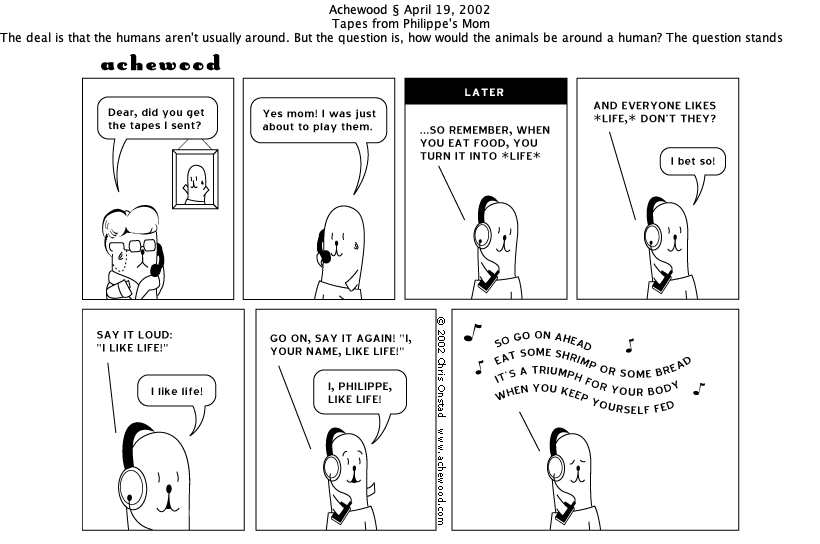 Achewood § April 19, 2002
Tapes from Philippe's Mom
The deal is that the humans aren't usually around. But the question is, how would the animals be around a human? The question stands
achewood
Dear, did you get
the tapes I sent?
Yes mom! I was just
about to play them.
LATER
...SO REMEMBER, WHEN
YOU EAT FOOD, YOU
TURN IT INTO *LIFE*
AND EVERYONE LIKES
*LIFE,* DON'T THEY?
I bet so!
SAY IT LOUD:
"I LIKE LIFE!"
I like life!
GO ON, SAY IT AGAIN! "I,
YOUR NAME, LIKE LIFE!"
I, PHILIPPE,
LIKE LIFE!
© 2002 Chris Onstad www.achewood.com
SO GO ON AHEAD
EAT SOME SHRIMP OR SOME BREAD
IT'S A TRIUMPH FOR YOUR BODY
WHEN YOU KEEP YOURSELF FED